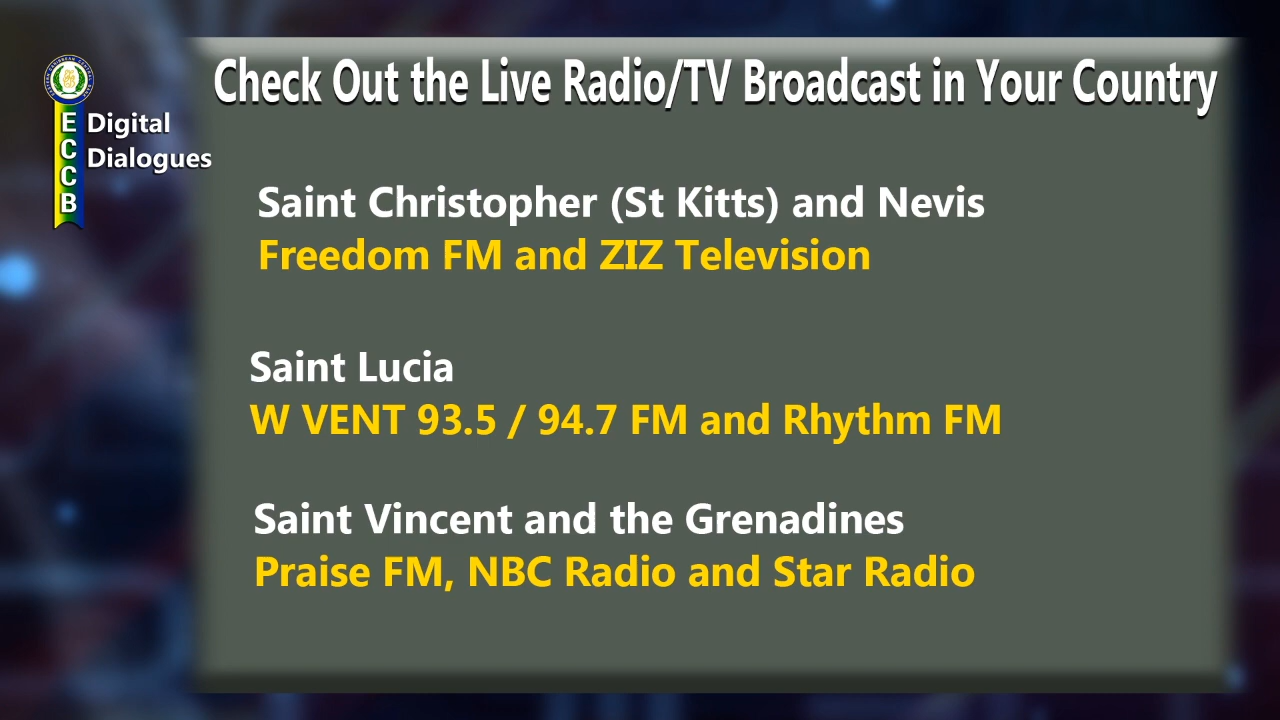 Check Out the Live Radio/TV Broadcast in Your Country
E
C
C
B
Digital
Dialogues
Saint Christopher (St Kitts) and Nevis
Freedom FM and ZIZ Television
Saint Lucia
W VENT 93.5 / 94.7 FM and Rhythm FM
Saint Vincent and the Grenadines
Praise FM, NBC Radio and Star Radio